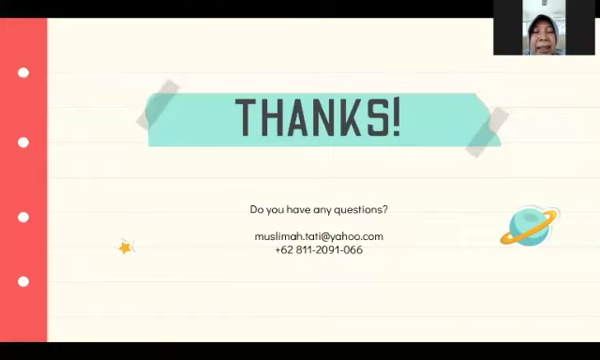 THANKS!
Do you have any questions?
muslimah.tati@yahoo.com
+62 811-2091-066